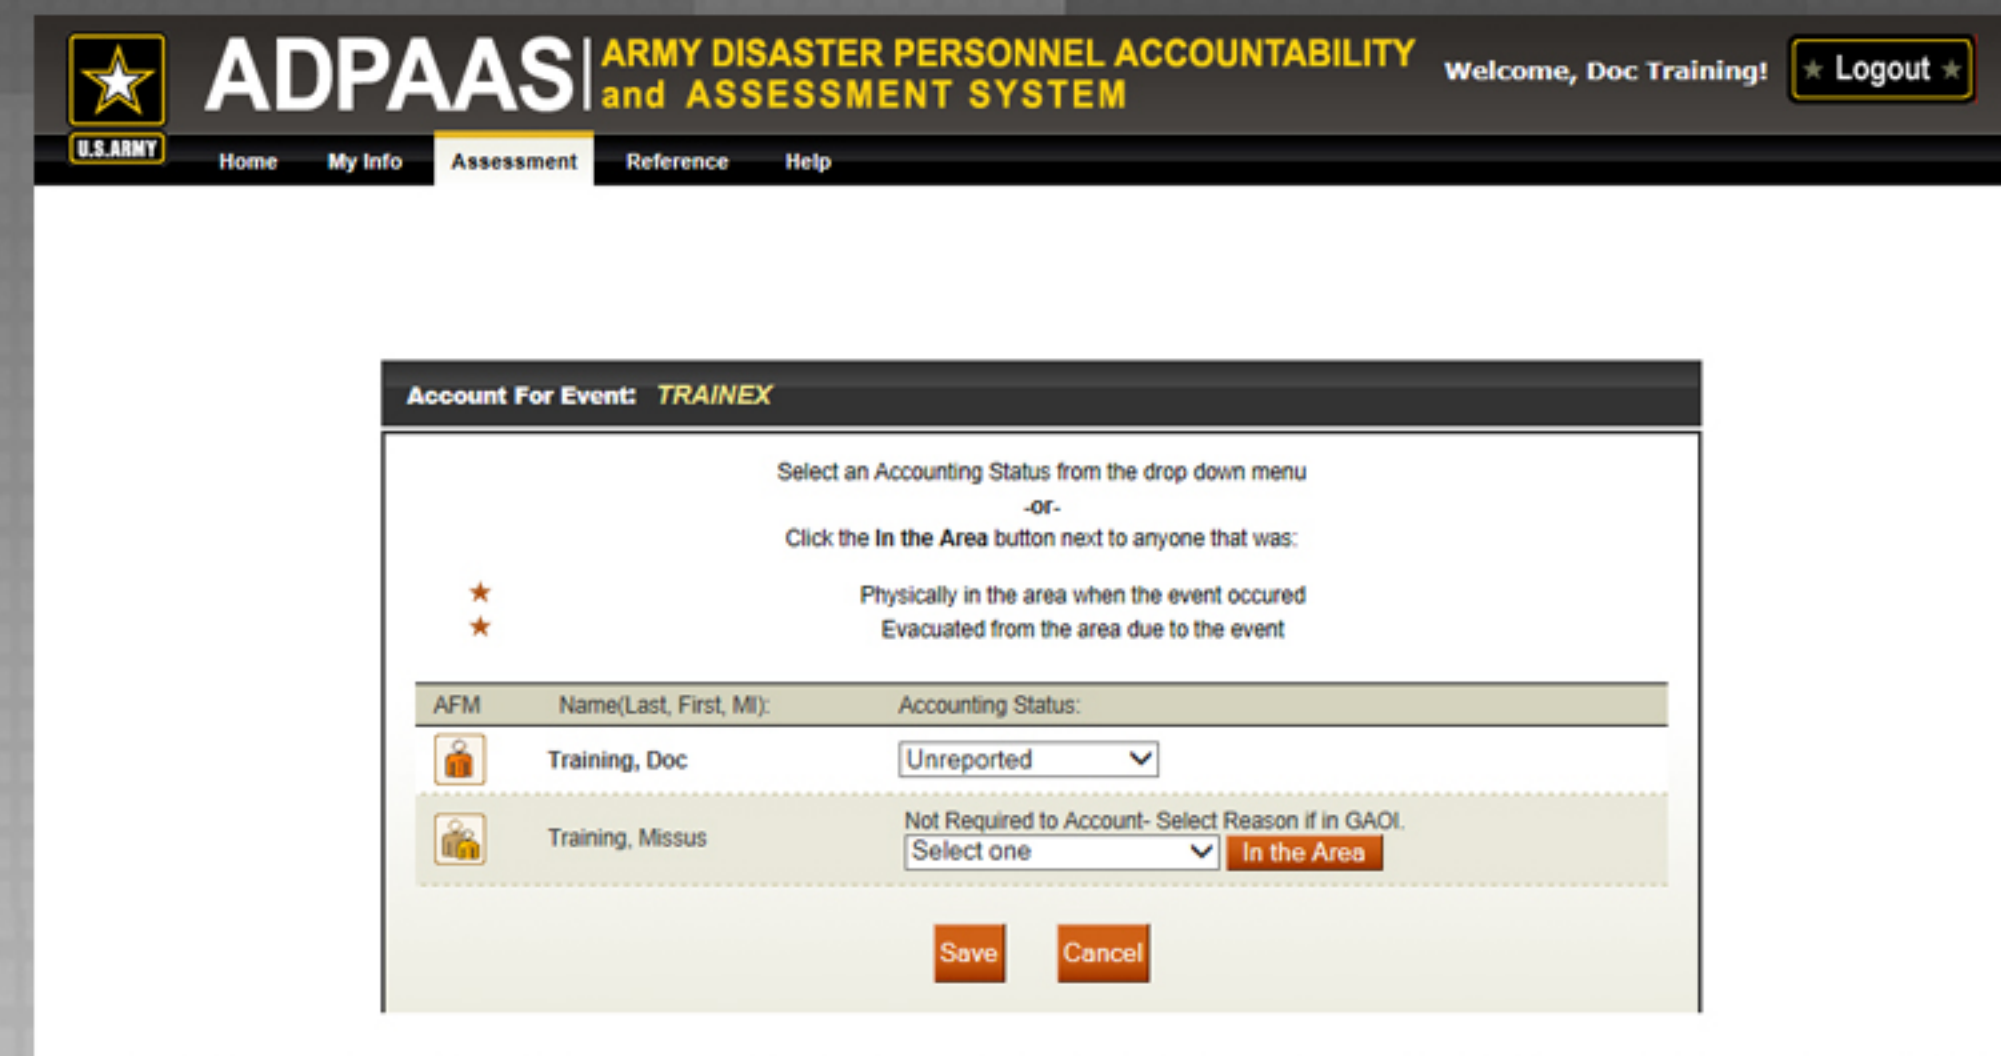 ADPAAS
ARMY DISASTER PERSONNEL ACCOUNTABILITY
and ASSESSMENT SYSTEM
Welcome, Doc Training!
Logout
U.S.ARMY
Home My Info Assessment Reference Help
Account For Event: TRAINEX
Select an Accounting Status from the drop down menu
-or-
Click the In the Area button next to anyone that was:
Physically in the area when the event occured
Evacuated from the area due to the event
AFM Name(Last, First, MI): Accounting Status:
Training, Doc Unreported
Not Required to Account- Select Reason if in GAOI.
Training, Missus Select one In the Area
Save Cancel